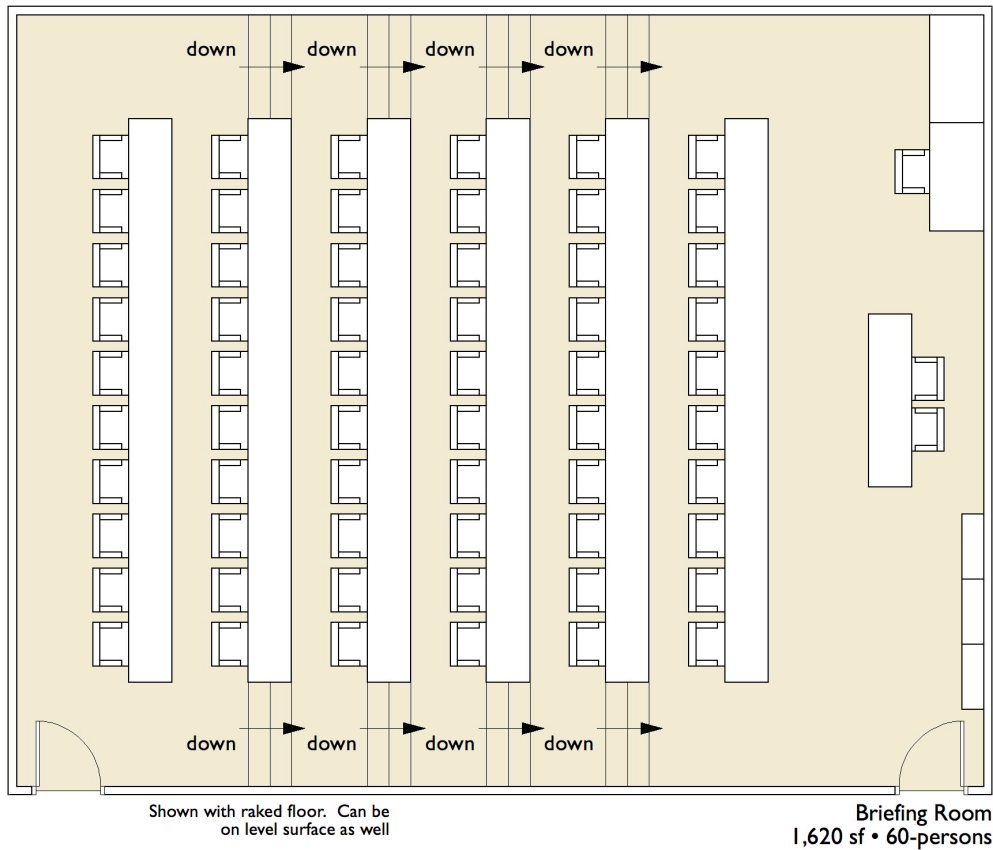 down
down
down
down
down
down
down
down
Shown with raked floor. Can be
on level surface as well
Briefing Room
1,620 sf • 60-persons